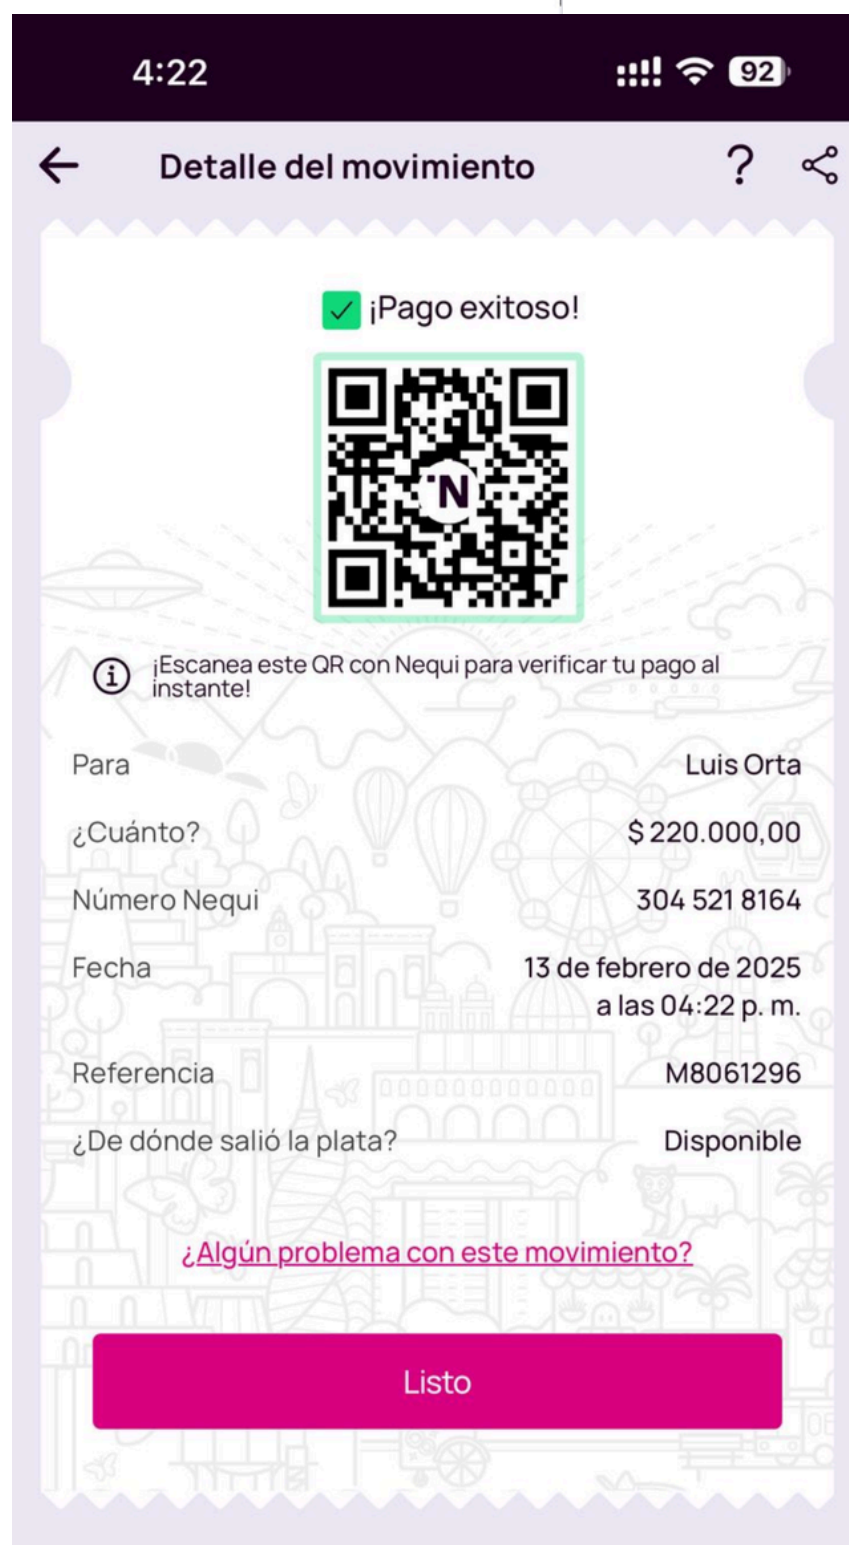 4:22
92
Detalle del movimiento
¡Pago exitoso!
N
¡Escanea este QR con Nequi para verificar tu pago al
instante!
Para
Luis Orta
¿Cuánto?
$ 220.000,00
Número Nequi
304 521 8164
Fecha
13 de febrero de 2025
a las 04:22 p. m.
Referencia
M8061296
¿De dónde salió la plata?
Disponible
¿Algún problema con este movimiento?
Listo